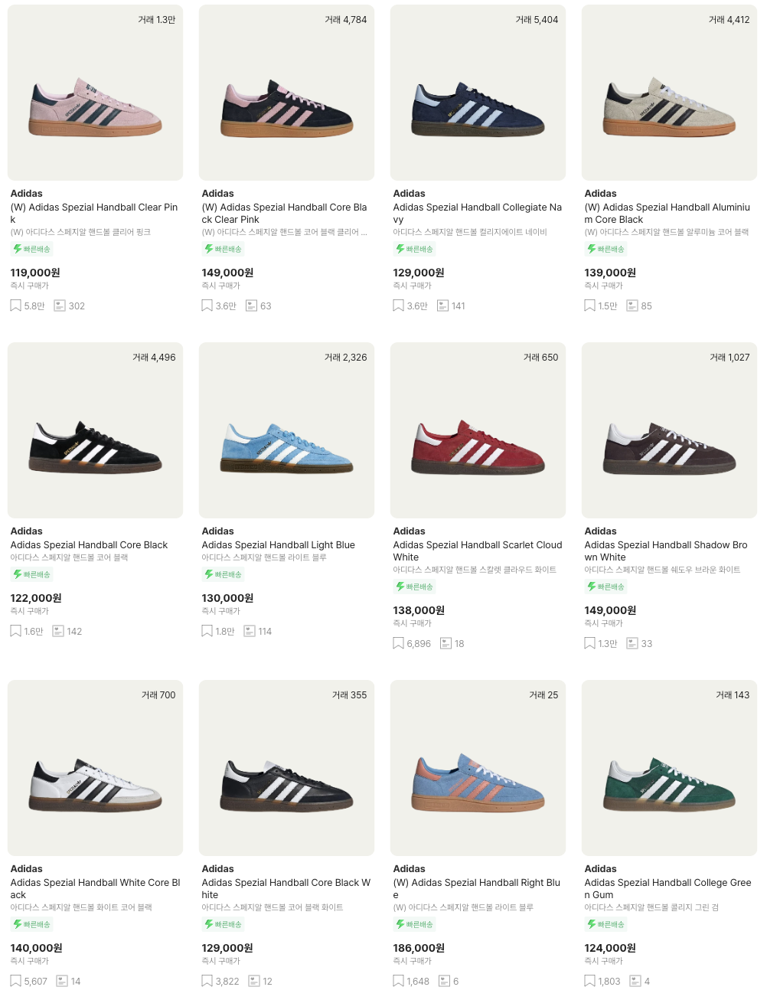 거래 1.3만
거래 4,784
거래 5,404
거래 4,412
Adidas
(W) Adidas Spezial Handball Clear Pin
k
(W) 아디다스 스페지알 핸드볼 클리어 핑크
빠른배송
119,000원
즉시 구매가
5.8만 302
Adidas
(W) Adidas Spezial Handball Core Bla
ck Clear Pink
(W) 아디다스 스페지알 핸드볼 코어 블랙 클리어 ...
빠른배송
149,000원
즉시 구매가
3.6만 63
Adidas
Adidas Spezial Handball Collegiate Na
vy
아디다스 스페지알 핸드볼 컬리지에이트 네이비
빠른배송
129,000원
즉시 구매가
3.6만 141
Adidas
(W) Adidas Spezial Handball Aluminiu
m Core Black
(W) 아디다스 스페지알 핸드볼 알루미늄 코어 블랙
빠른배송
139,000원
즉시 구매가
1.5만 85
거래 4,496
거래 2,326
거래 650
거래 1,027
Adidas
Adidas Spezial Handball Core Black
아디다스 스페지알 핸드볼 코어 블랙
빠른배송
122,000원
즉시 구매가
1.6만 142
Adidas
Adidas Spezial Handball Light Blue
아디다스 스페지알 핸드볼 라이트 블루
빠른배송
130,000원
즉시 구매가
1.8만 114
Adidas
Adidas Spezial Handball Scarlet Cloud
White
아디다스 스페지알 핸드볼 스칼렛 클라우드 화이트
빠른배송
138,000원
즉시 구매가
6,896 18
Adidas
Adidas Spezial Handball Shadow Bro
wn White
아디다스 스페지알 핸드볼 쉐도우 브라운 화이트
빠른배송
149,000원
즉시 구매가
1.3만 33
거래 700
거래 355
거래 25
거래 143
Adidas
Adidas Spezial Handball White Core Bl
ack
아디다스 스페지알 핸드볼 화이트 코어 블랙
빠른배송
140,000원
즉시 구매가
5,607 14
Adidas
Adidas Spezial Handball Core Black W
hite
아디다스 스페지알 핸드볼 코어 블랙 화이트
빠른배송
129,000원
즉시 구매가
3,822 12
Adidas
(W) Adidas Spezial Handball Right Blu
e
(W) 아디다스 스페지알 핸드볼 라이트 블루
빠른배송
186,000원
즉시 구매가
1,648 6
Adidas
Adidas Spezial Handball College Gree
n Gum
아디다스 스페지알 핸드볼 콜리지 그린 검
빠른배송
124,000원
즉시 구매가
1,803 4